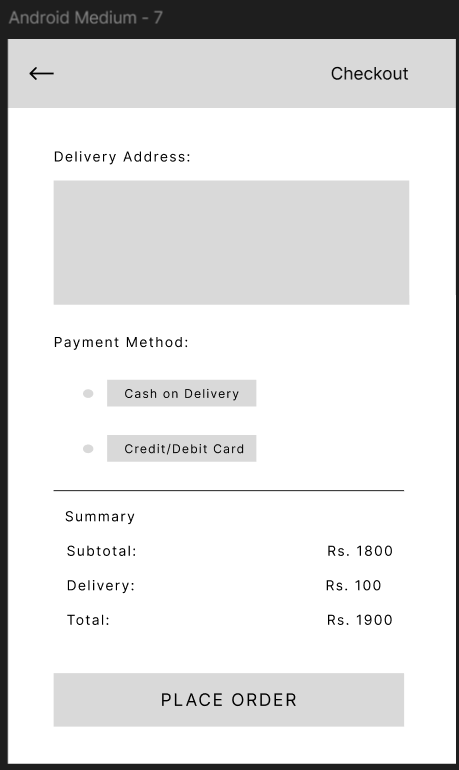 Android Medium - 7
Checkout
Delivery Address:
Payment Method:
Cash on Delivery
Credit/Debit Card
Summary
Subtotal: Rs. 1800
Delivery: Rs. 100
Total: Rs. 1900
PLACE ORDER